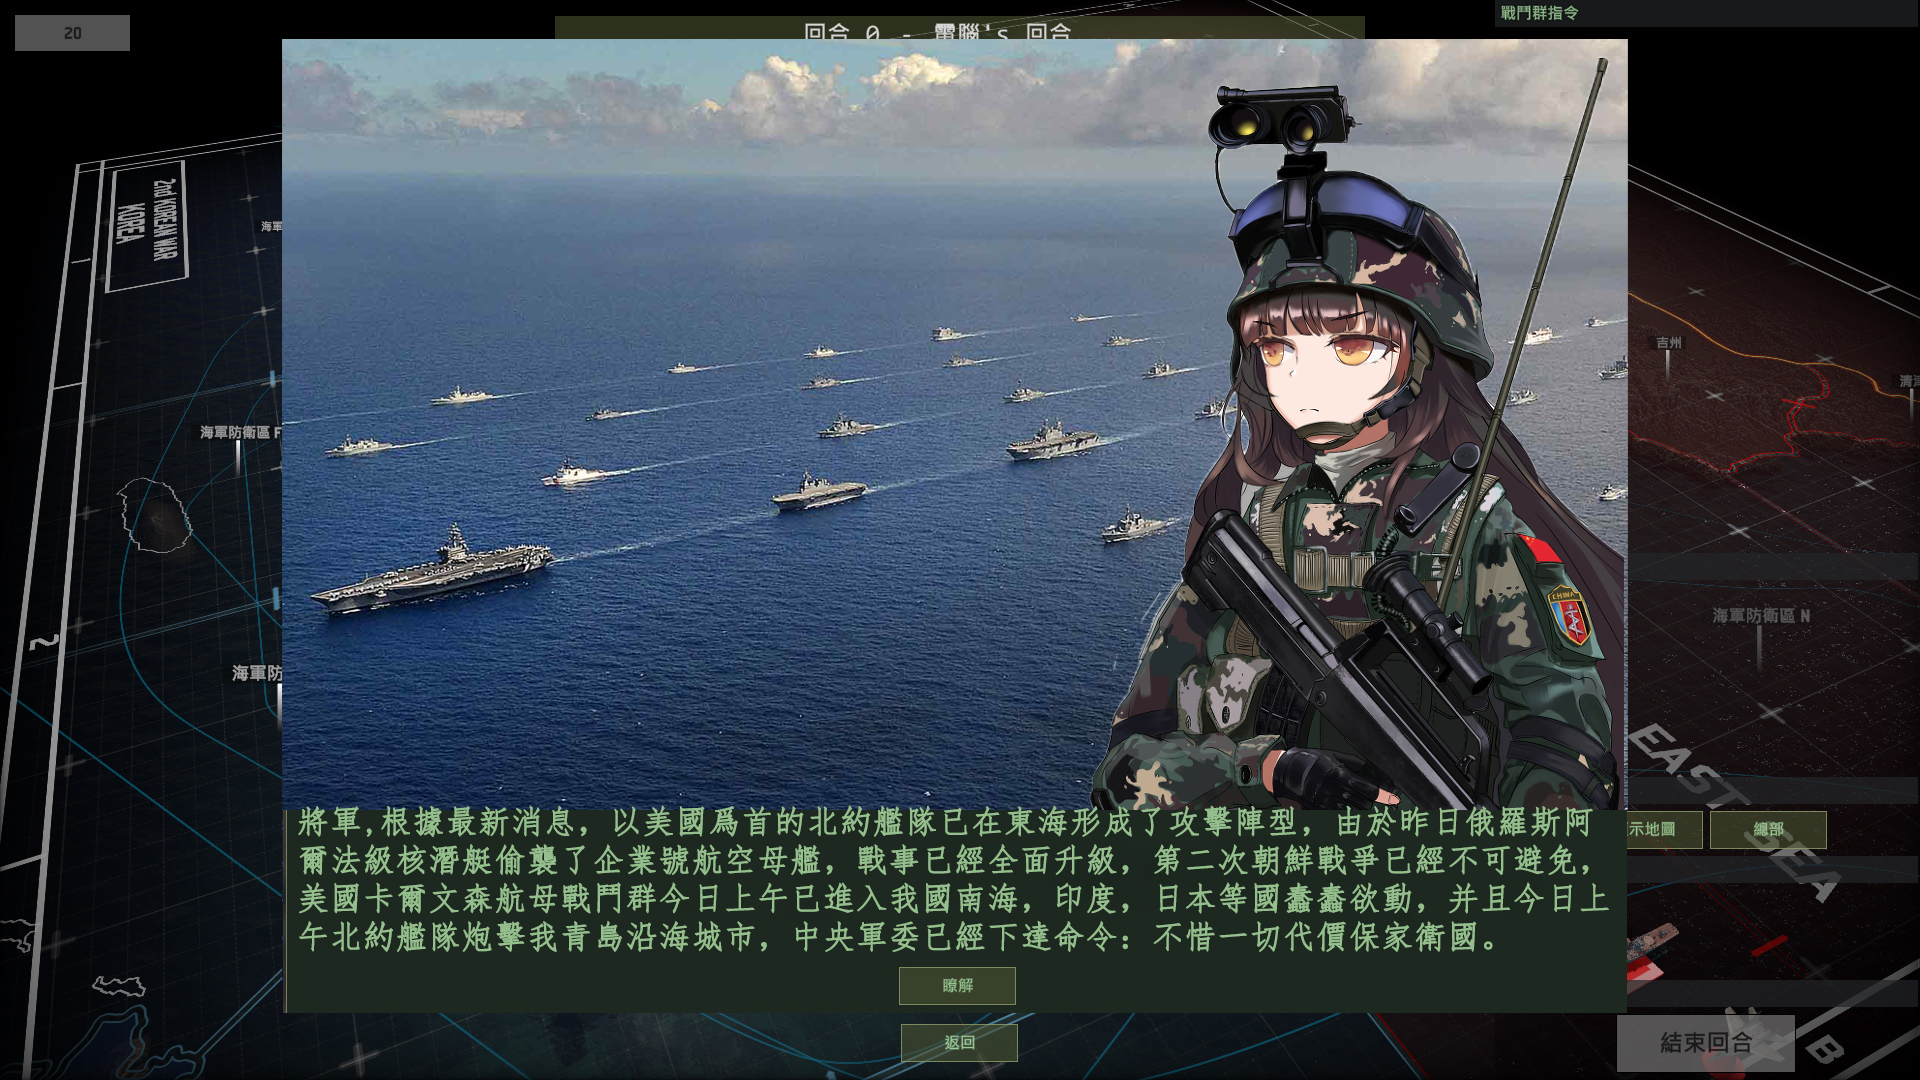 20
回合 0 - 電腦's 回合
戰鬥群指令
2nd KOREAN WAR
KOREA
海軍
海軍防衛區 F
海軍防
吉州
海軍防衛區 N
EAST SEA
CHINA
將軍,根據最新消息，以美國爲首的北約艦隊已在東海形成了攻擊陣型，由於昨日俄羅斯阿
爾法級核潛艇偷襲了企業號航空母艦，戰事已經全面升級，第二次朝鮮戰爭已經不可避免，
美國卡爾文森航母戰鬥群今日上午已進入我國南海，印度，日本等國蠢蠢欲動，并且今日上
午北約艦隊炮擊我青島沿海城市，中央軍委已經下達命令：不惜一切代價保家衛國。
示地圖
總部
瞭解
返回
結束回合
B